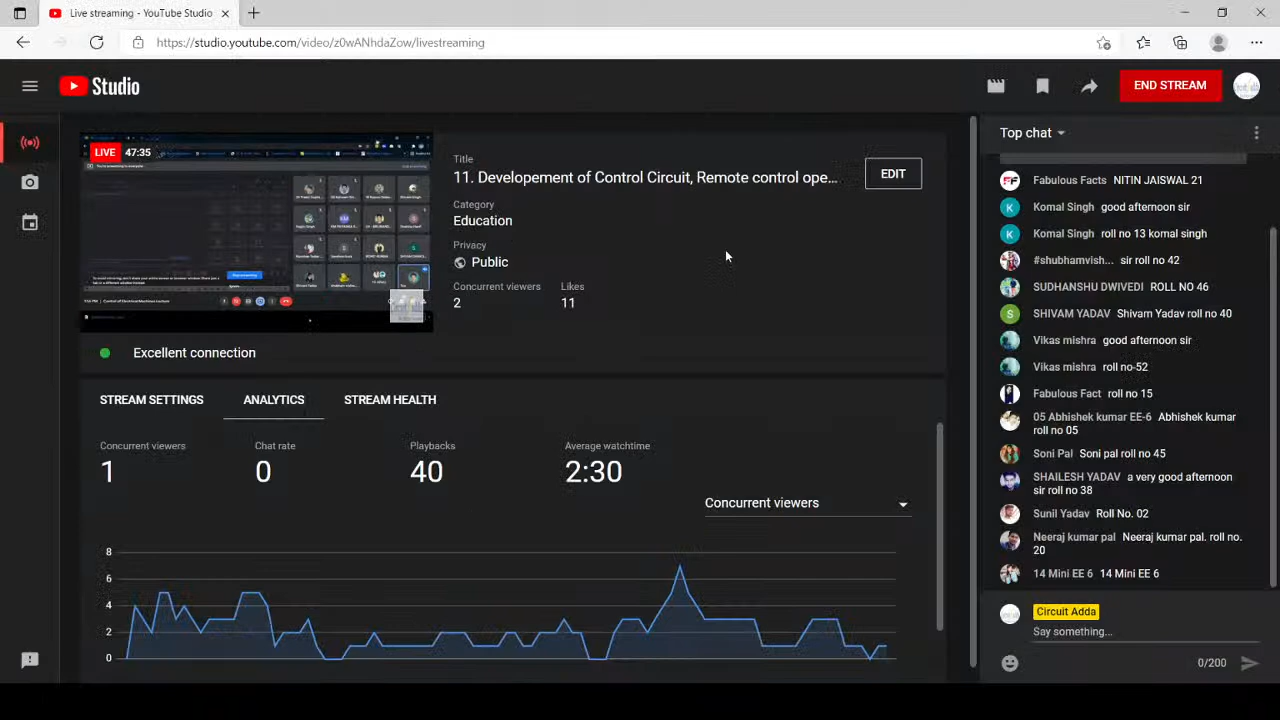 Live streaming - YouTube Studio
https://studio.youtube.com/video/z0wANhdaZow/livestreaming
Studio
END STREAM
LIVE 47:35
Title
11. Developement of Control Circuit, Remote control ope...
EDIT
Category
Education
Privacy
Public
Concurrent viewers
2
Likes
11
Excellent connection
STREAM SETTINGS
ANALYTICS
STREAM HEALTH
Concurrent viewers
1
Chat rate
0
Playbacks
40
Average watchtime
2:30
Concurrent viewers
8
6
4
2
0
Top chat
Fabulous Facts NITIN JAISWAL 21
Komal Singh good afternoon sir
Komal Singh roll no 13 komal singh
#shubhamvish... sir roll no 42
SUDHANSHU DWIVEDI ROLL NO 46
SHIVAM YADAV Shivam Yadav roll no 40
Vikas mishra good afternoon sir
Vikas mishra roll no-52
Fabulous Fact roll no 15
05 Abhishek kumar EE-6 Abhishek kumar
roll no 05
Soni Pal Soni pal roll no 45
SHAILESH YADAV a very good afternoon
sir roll no 38
Sunil Yadav Roll No. 02
Neeraj kumar pal Neeraj kumar pal. roll no.
20
14 Mini EE 6 14 Mini EE 6
Circuit Adda
Say something...
0/200